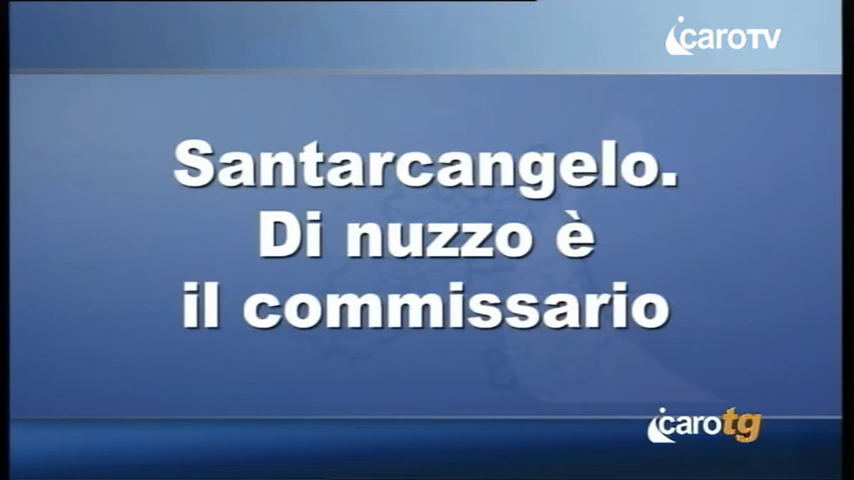 icaroTV
Santarcangelo.
Di nuzzo è
il commissario
icarotg